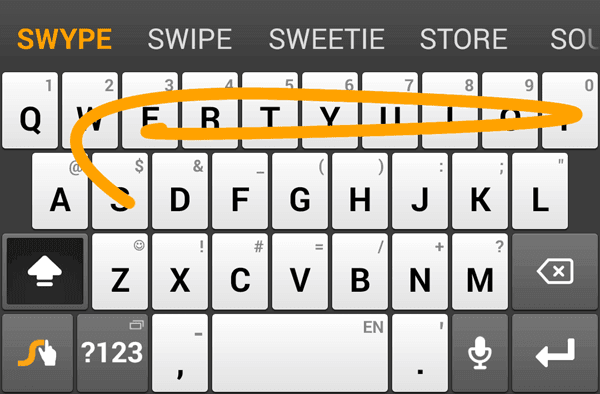 SWYPE SWIPE SWEETIE STORE SOU
1 2 3 4 5 6 7 8 9 0
Q W E R T Y U I O P
@ $ & _ ( ) : ; "
A S D F G H J K L
! # = / + ?
Z X C V B N M
- EN '
?123 , .